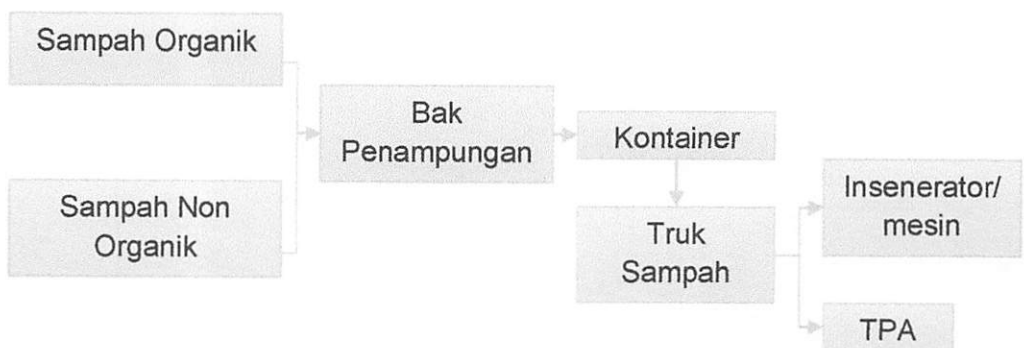 Sampah Organik
Sampah Non
Organik
Bak
Penampungan
Kontainer
Truk
Sampah
Insenerator/
mesin
TPA